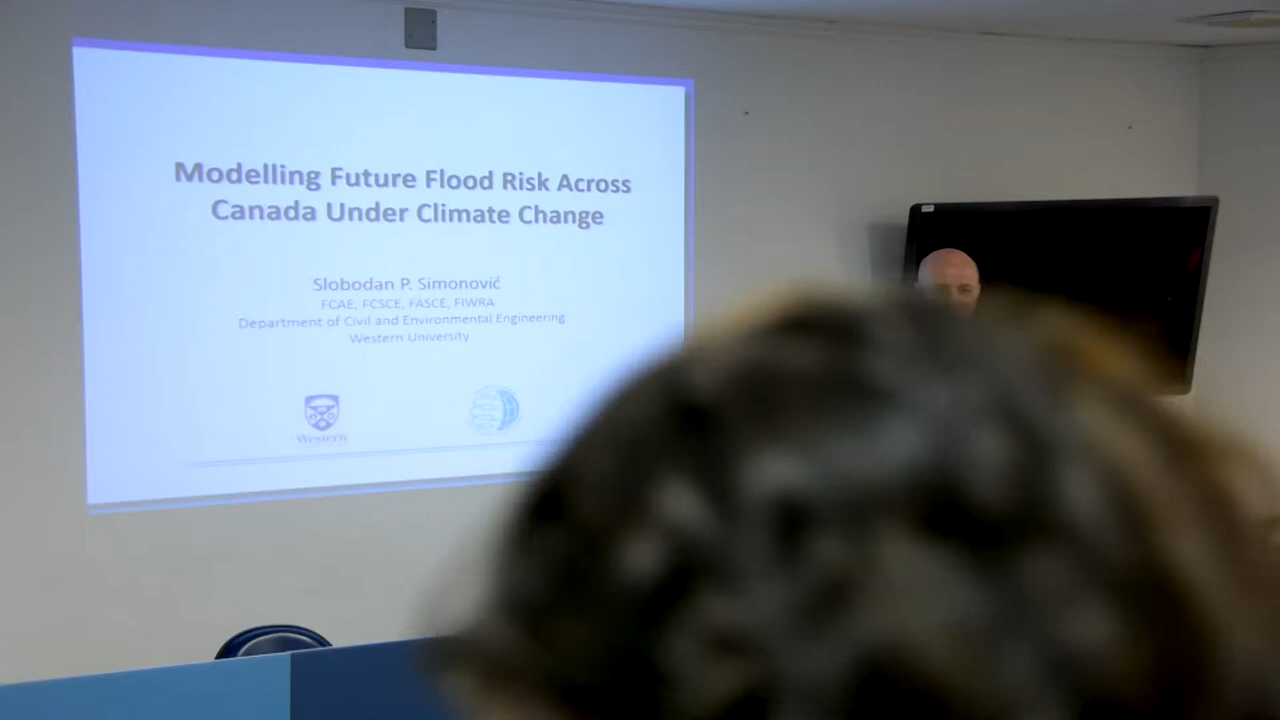 Modelling Future Flood Risk Across
Canada Under Climate Change
Slobodan P. Simonović
FCAE, FCSCE, FASCE, FIWRA
Department of Civil and Environmental Engineering
Western University
Western